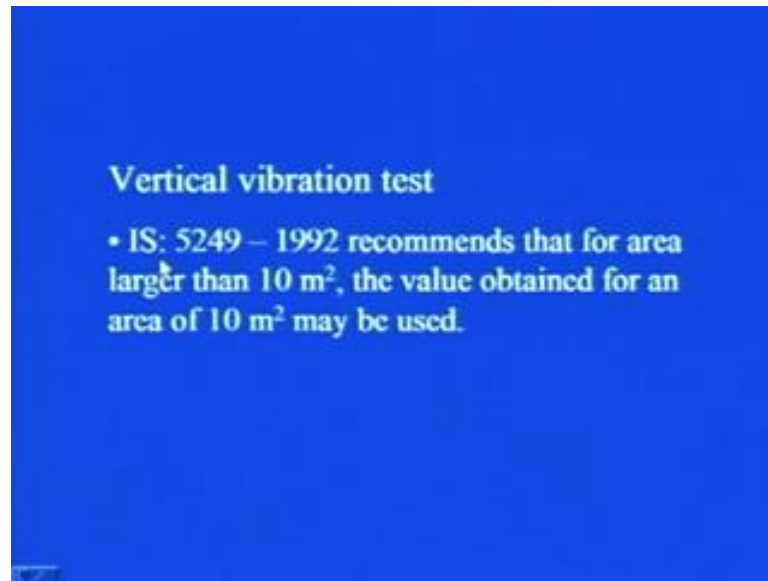 Vertical vibration test
• IS: 5249 – 1992 recommends that for area
larger than 10 m², the value obtained for an
area of 10 m² may be used.